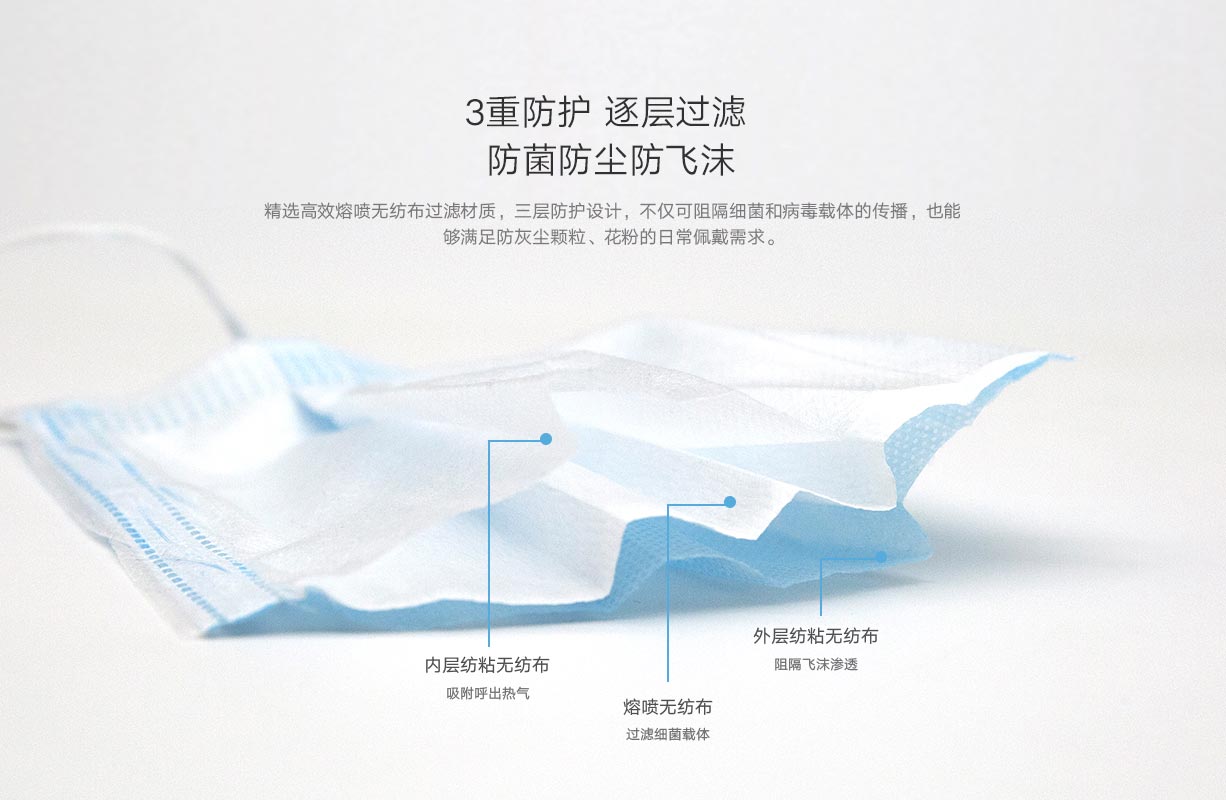 3重防护 逐层过滤
防菌防尘防飞沫
精选高效熔喷无纺布过滤材质，三层防护设计，不仅可阻隔细菌和病毒载体的传播，也能
够满足防灰尘颗粒、花粉的日常佩戴需求。
外层纺粘无纺布
阻隔飞沫渗透
内层纺粘无纺布
吸附呼出热气
熔喷无纺布
过滤细菌载体